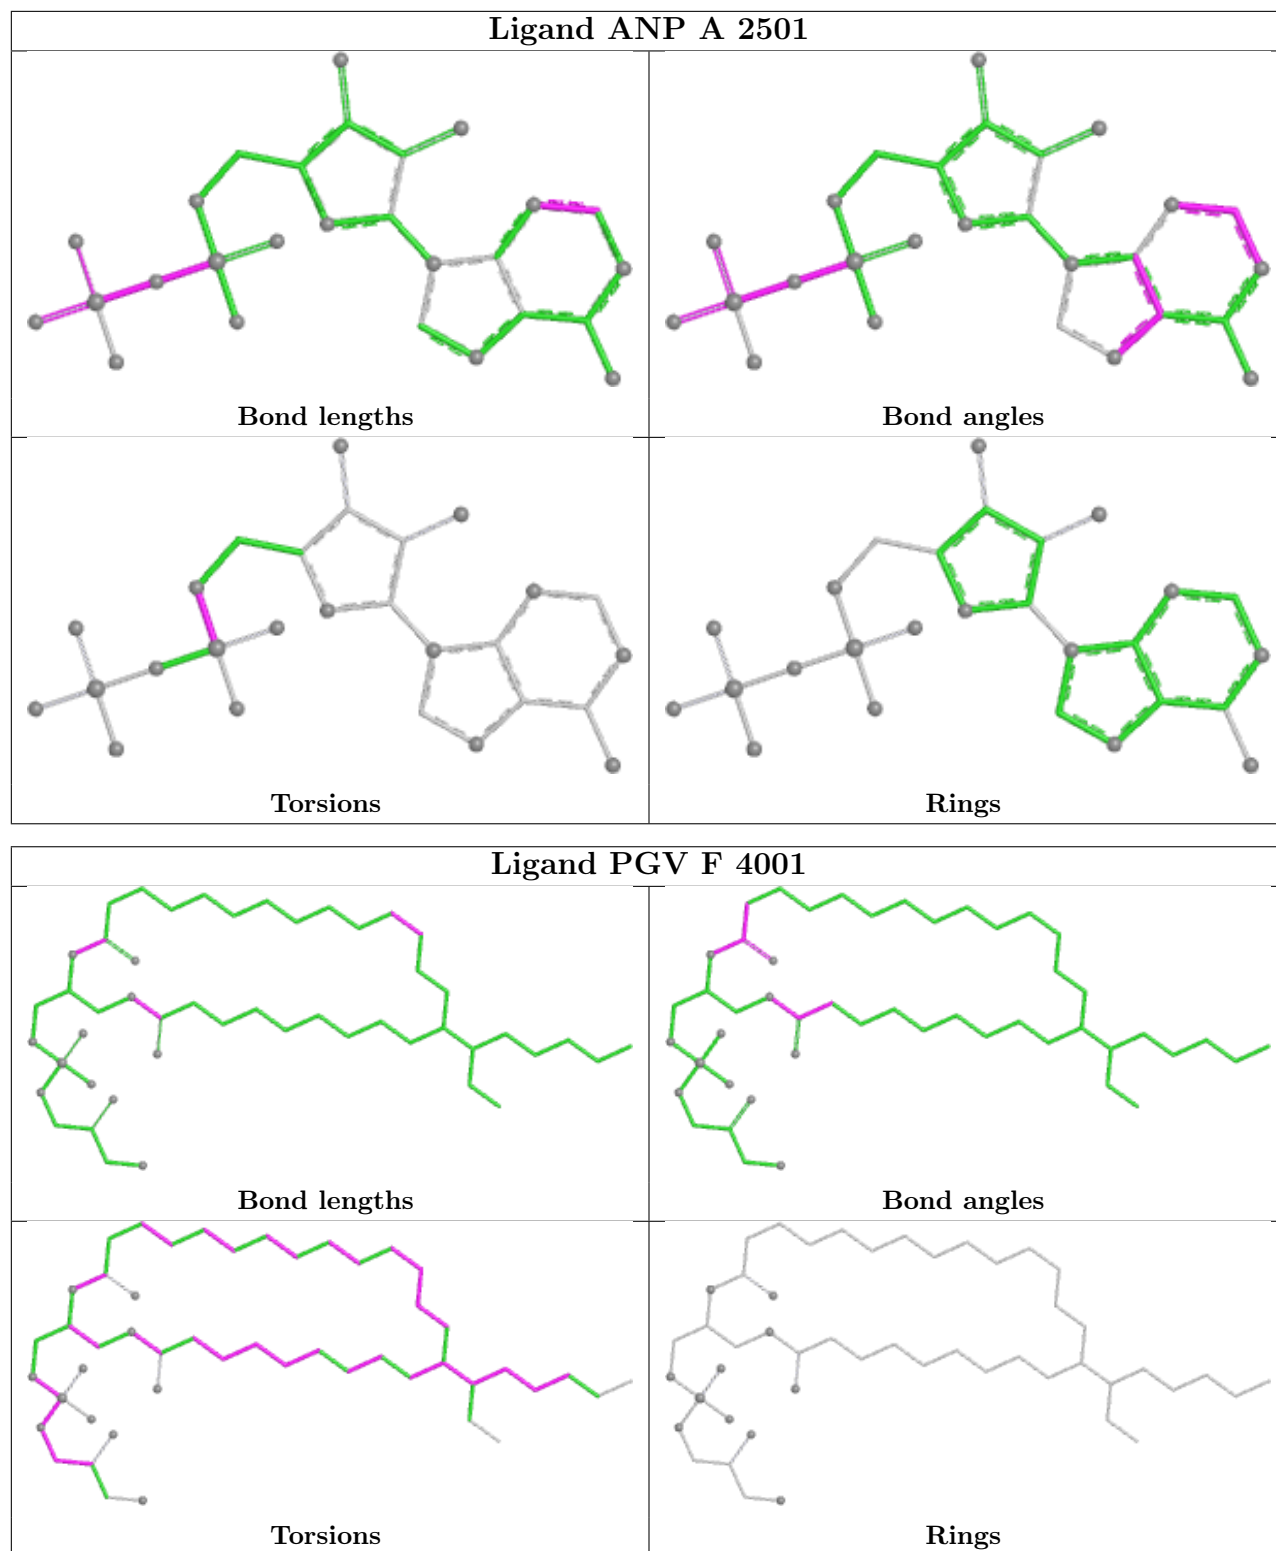 Ligand ANP A 2501
Bond lengths
Bond angles
Torsions
Rings
Ligand PGV F 4001
Bond lengths
Bond angles
Torsions
Rings